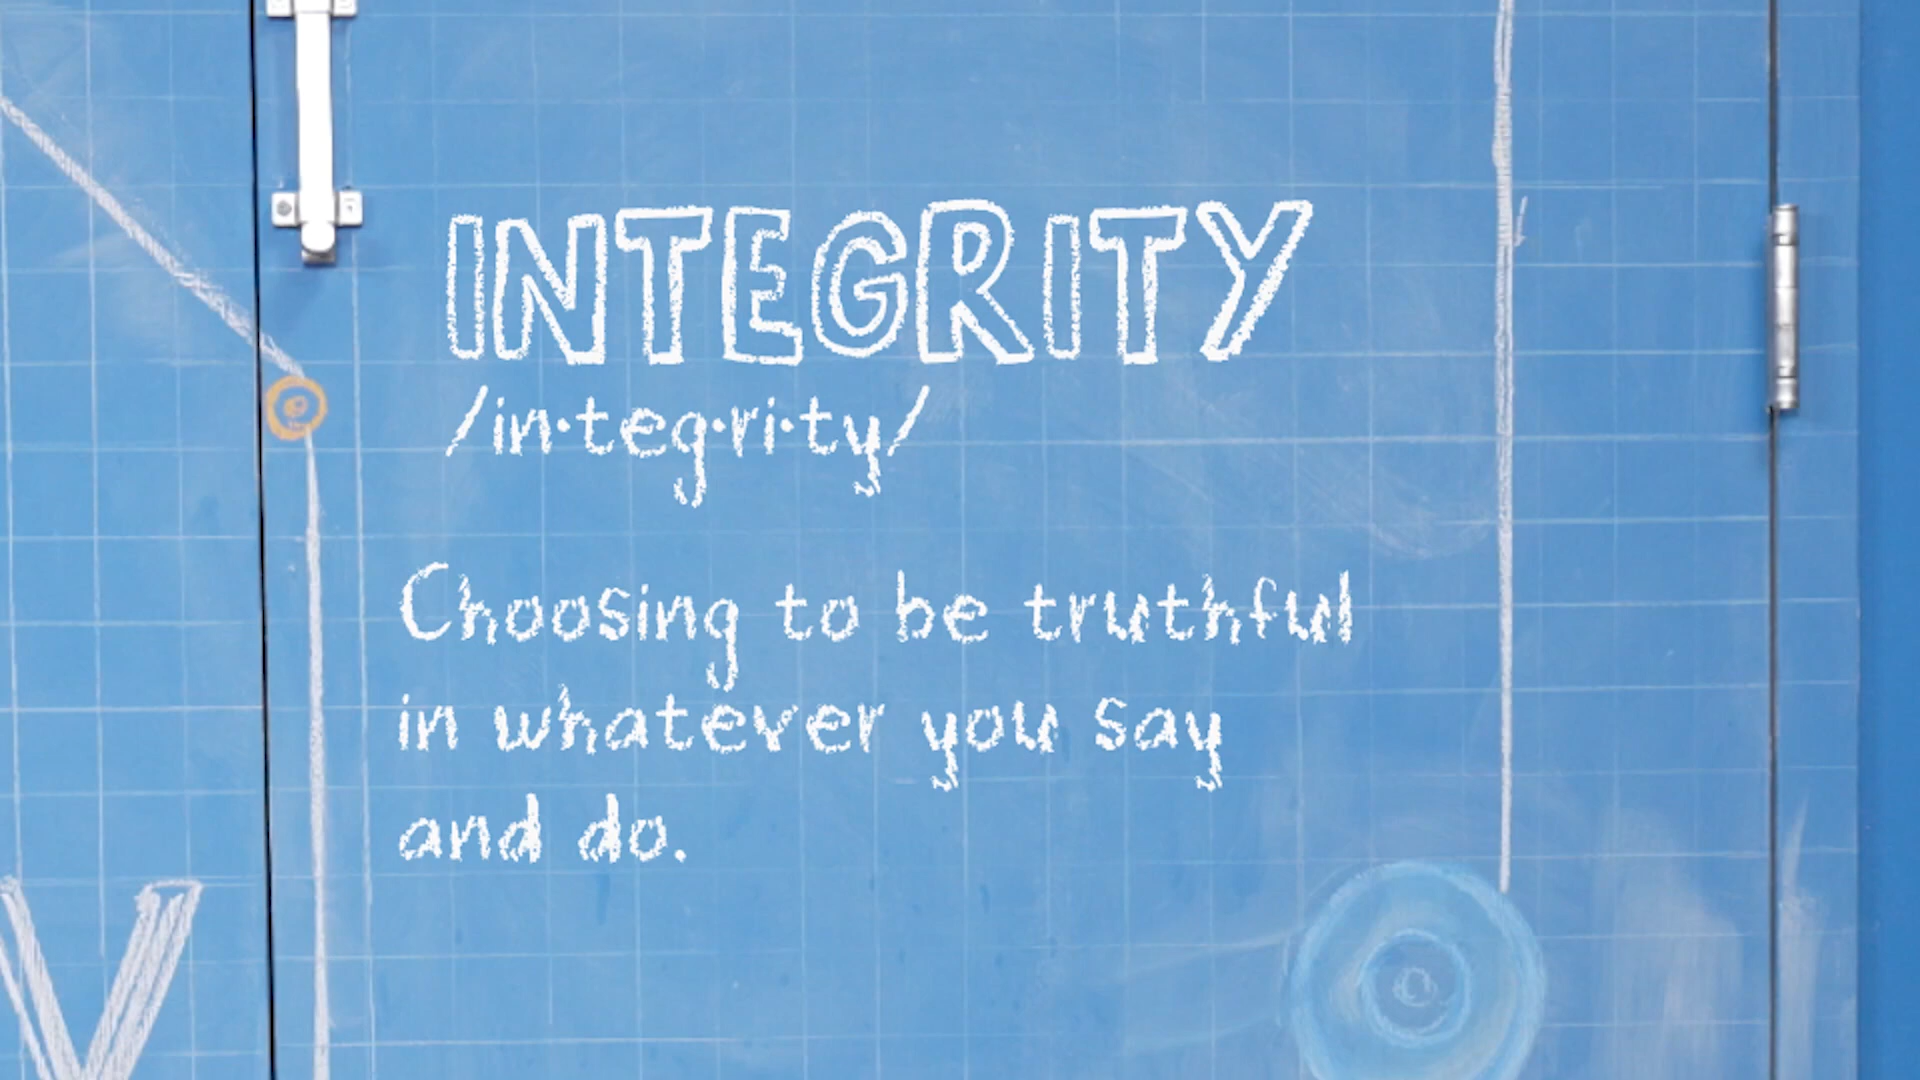 INTEGRITY
/in•teg•ri•ty/
Choosing to be truthful
in whatever you say
and do.